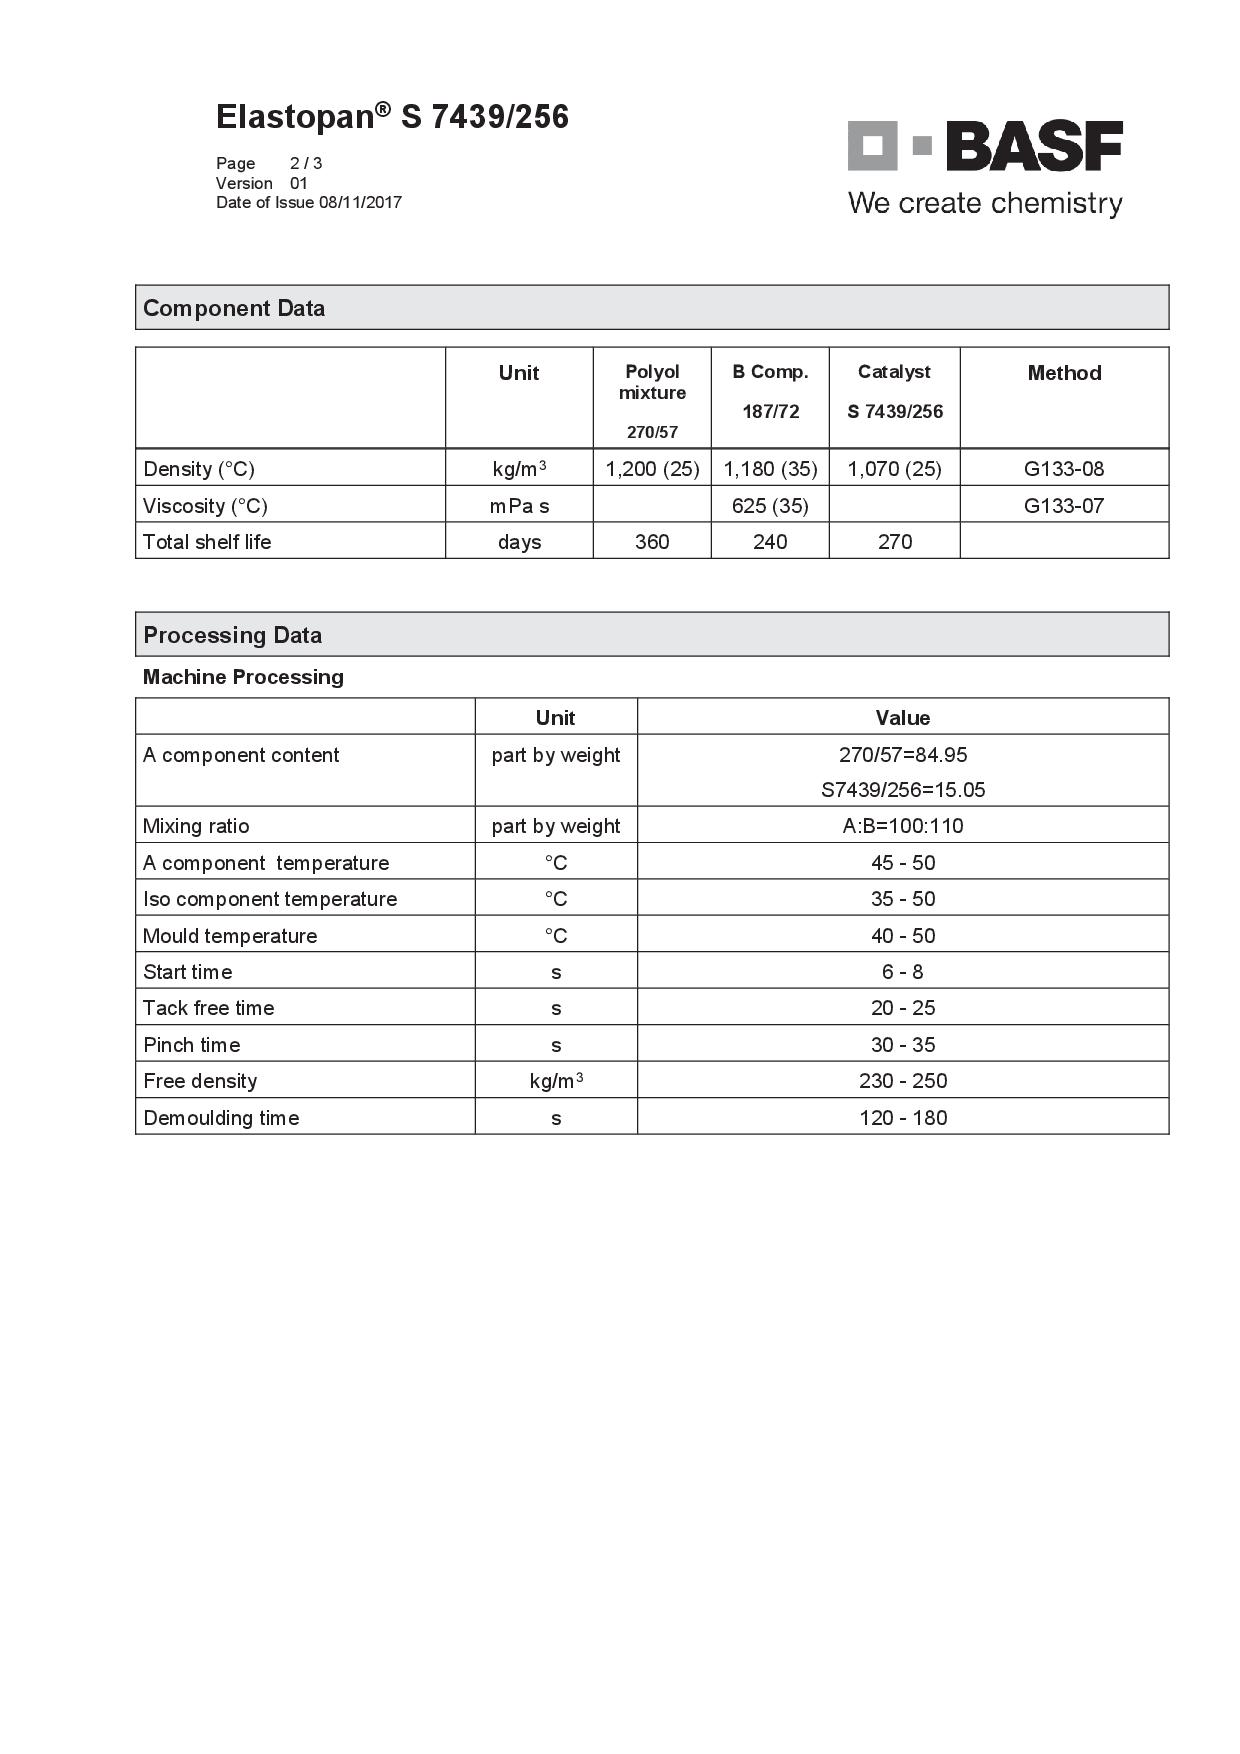 Elastopan® S 7439/256
Page 2 / 3
Version 01
Date of Issue 08/11/2017
BASF
We create chemistry
Component Data
Unit Polyol mixture 270/57 B Comp. 187/72 Catalyst S 7439/256 Method
Density (°C) kg/m³ 1,200 (25) 1,180 (35) 1,070 (25) G133-08
Viscosity (°C) mPa s 625 (35) G133-07
Total shelf life days 360 240 270
Processing Data
Machine Processing
Unit Value
A component content part by weight 270/57=84.95
S7439/256=15.05
Mixing ratio part by weight A:B=100:110
A component temperature °C 45 - 50
Iso component temperature °C 35 - 50
Mould temperature °C 40 - 50
Start time s 6 - 8
Tack free time s 20 - 25
Pinch time s 30 - 35
Free density kg/m³ 230 - 250
Demoulding time s 120 - 180